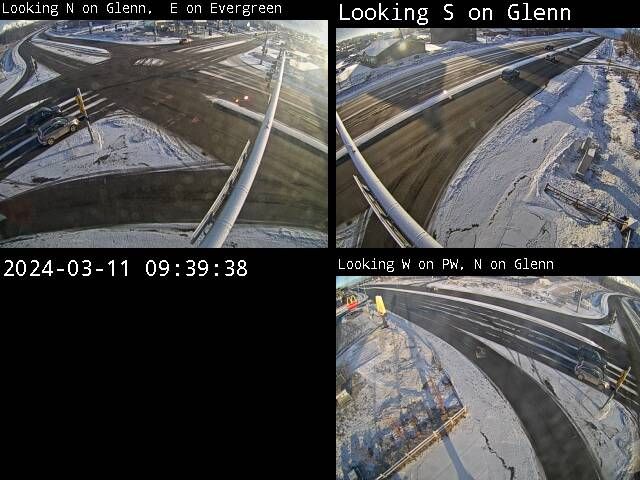 Looking N on Glenn,  E on Evergreen
Looking S on Glenn
2024-03-11 09:39:38
Looking W on PW, N on Glenn